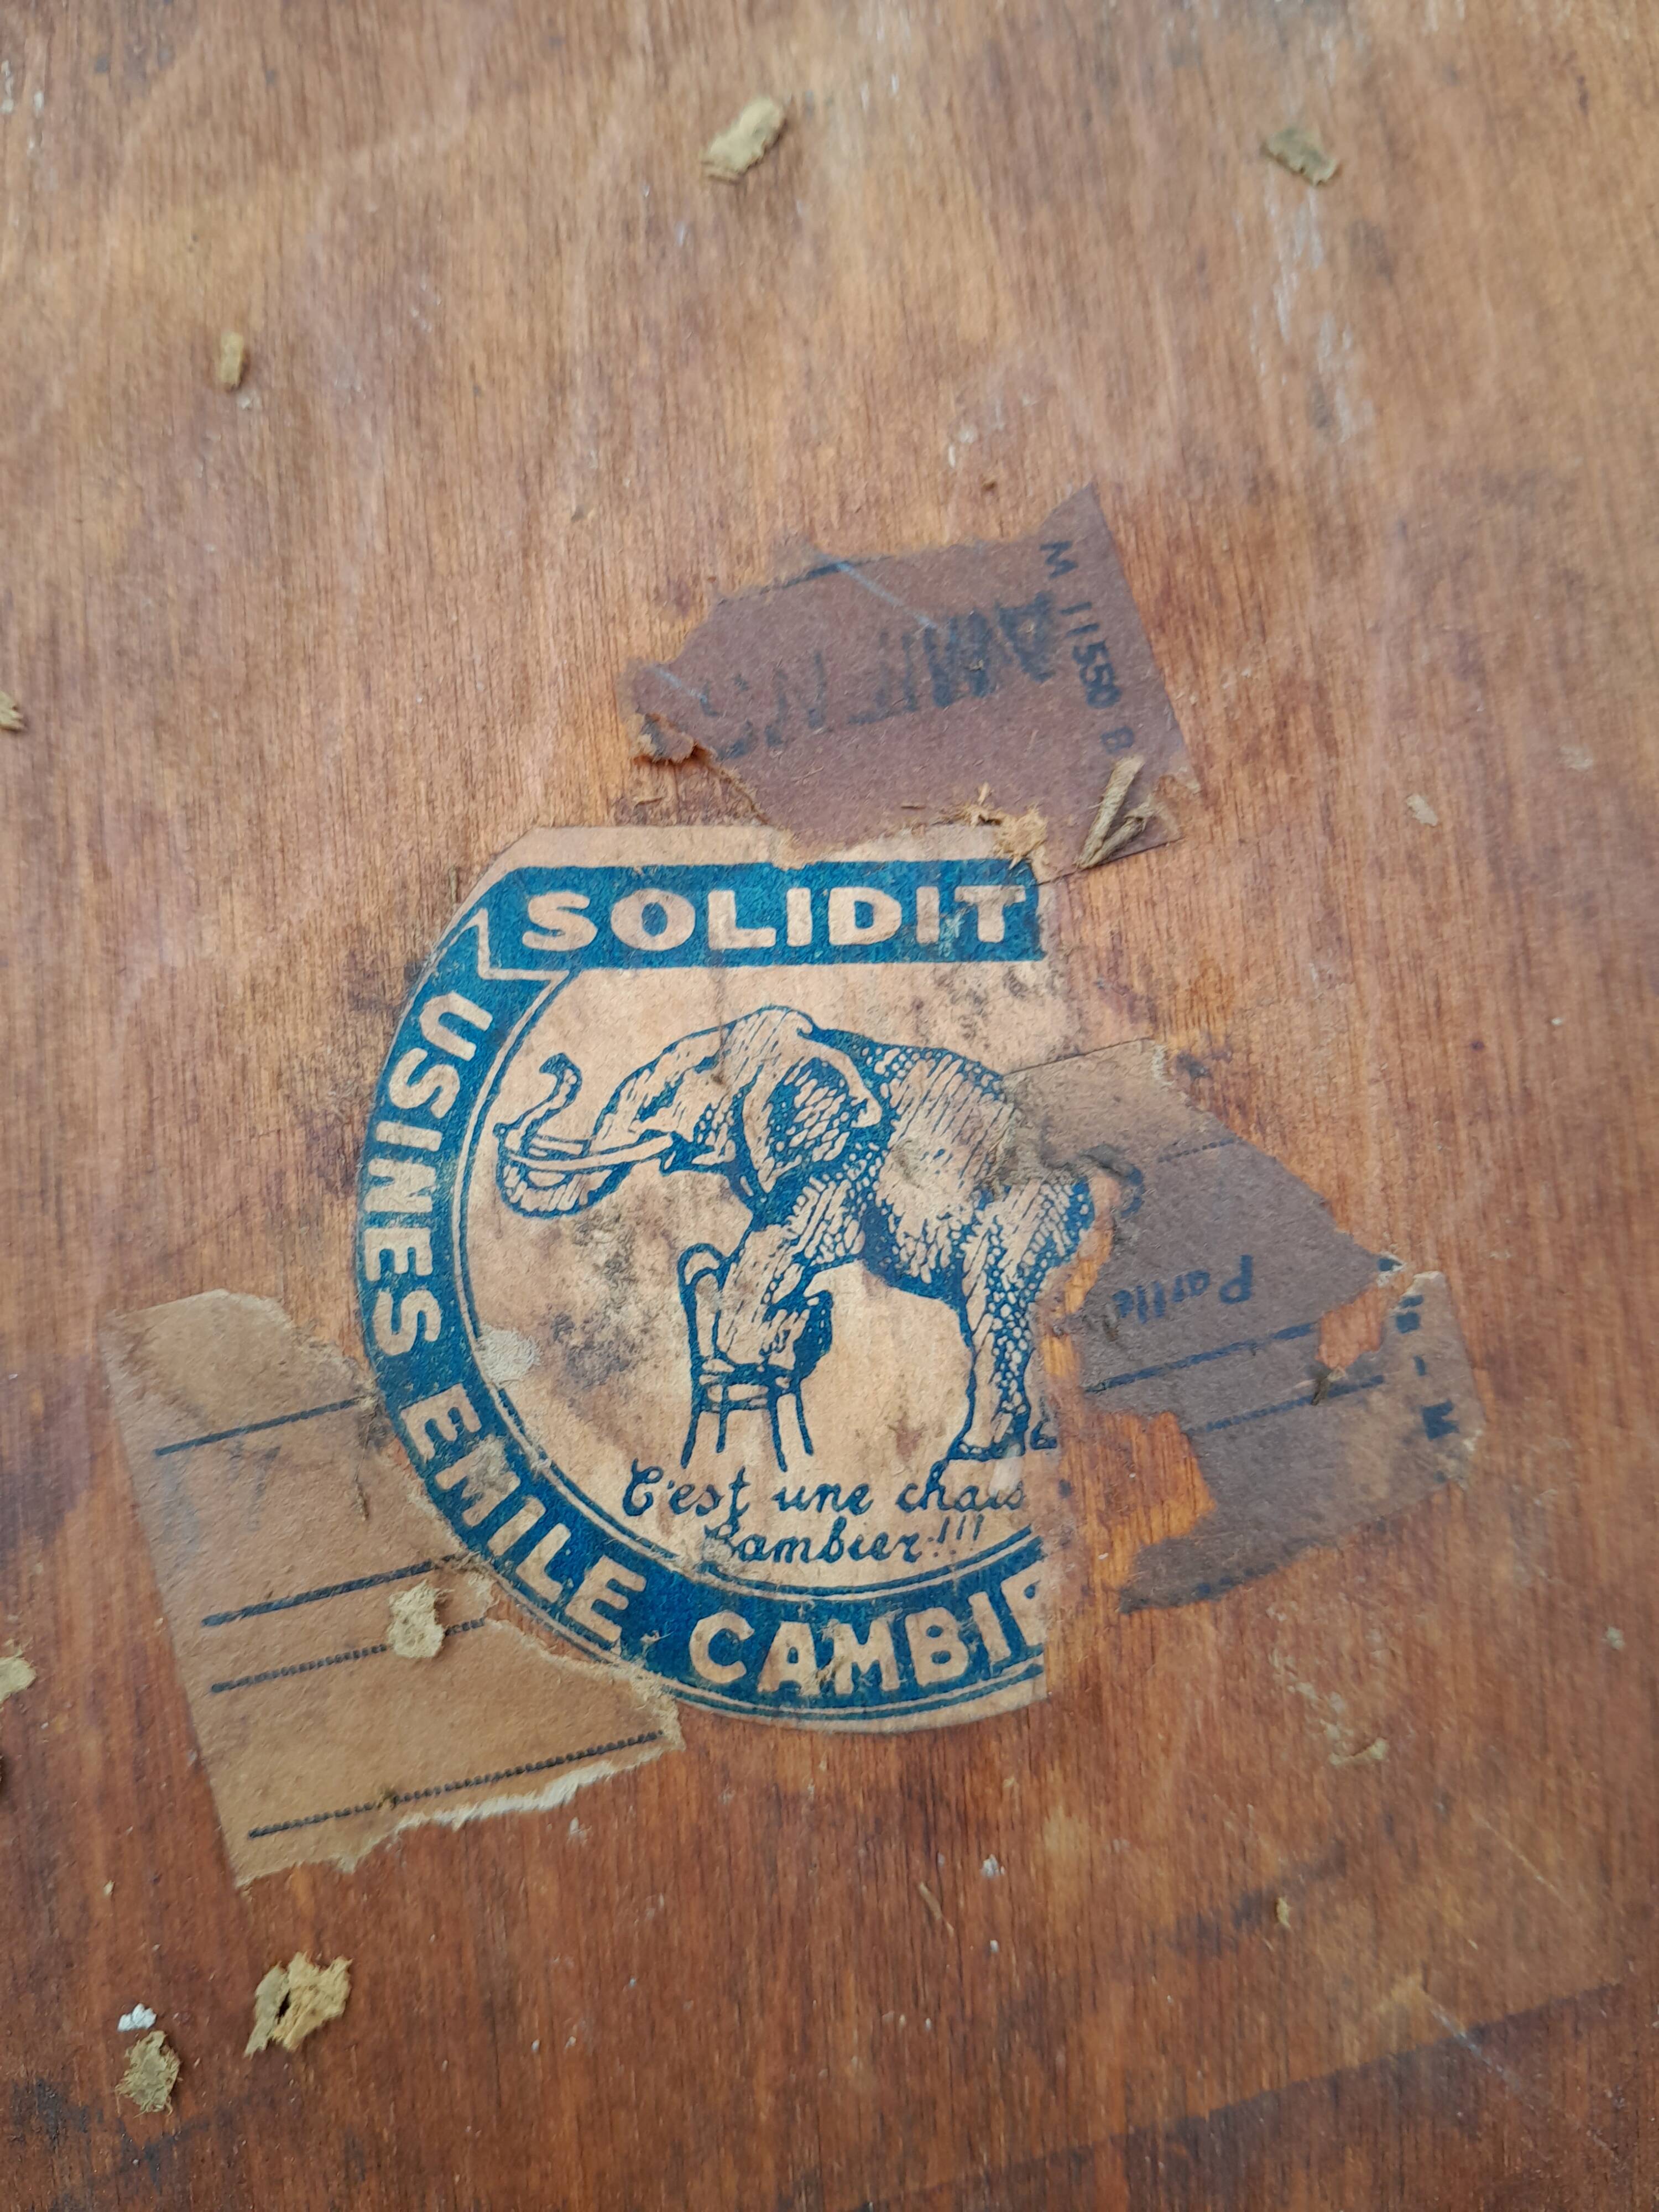 M 11550 B
SOLIDIT
USINES EMILE CAMBIE
C'est une chais
Cambier!!!